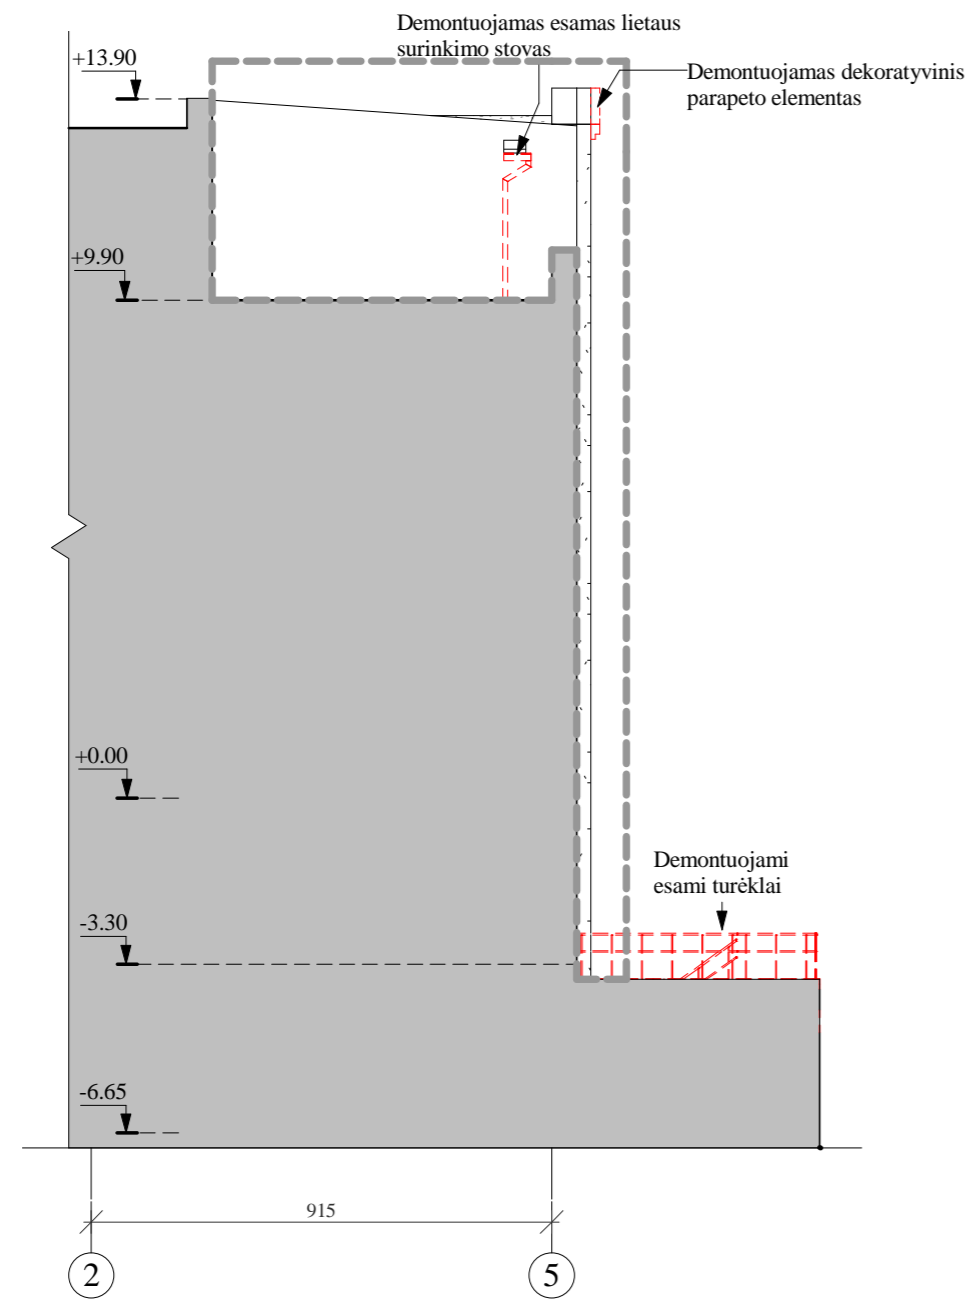 Demontuojamas esamas lietaus
surinkimo stovas
+13.90
Demontuojamas dekoratyvinis
parapeto elementas
+9.90
+0.00
Demontuojami
esami turėklai
-3.30
-6.65
915
2
5